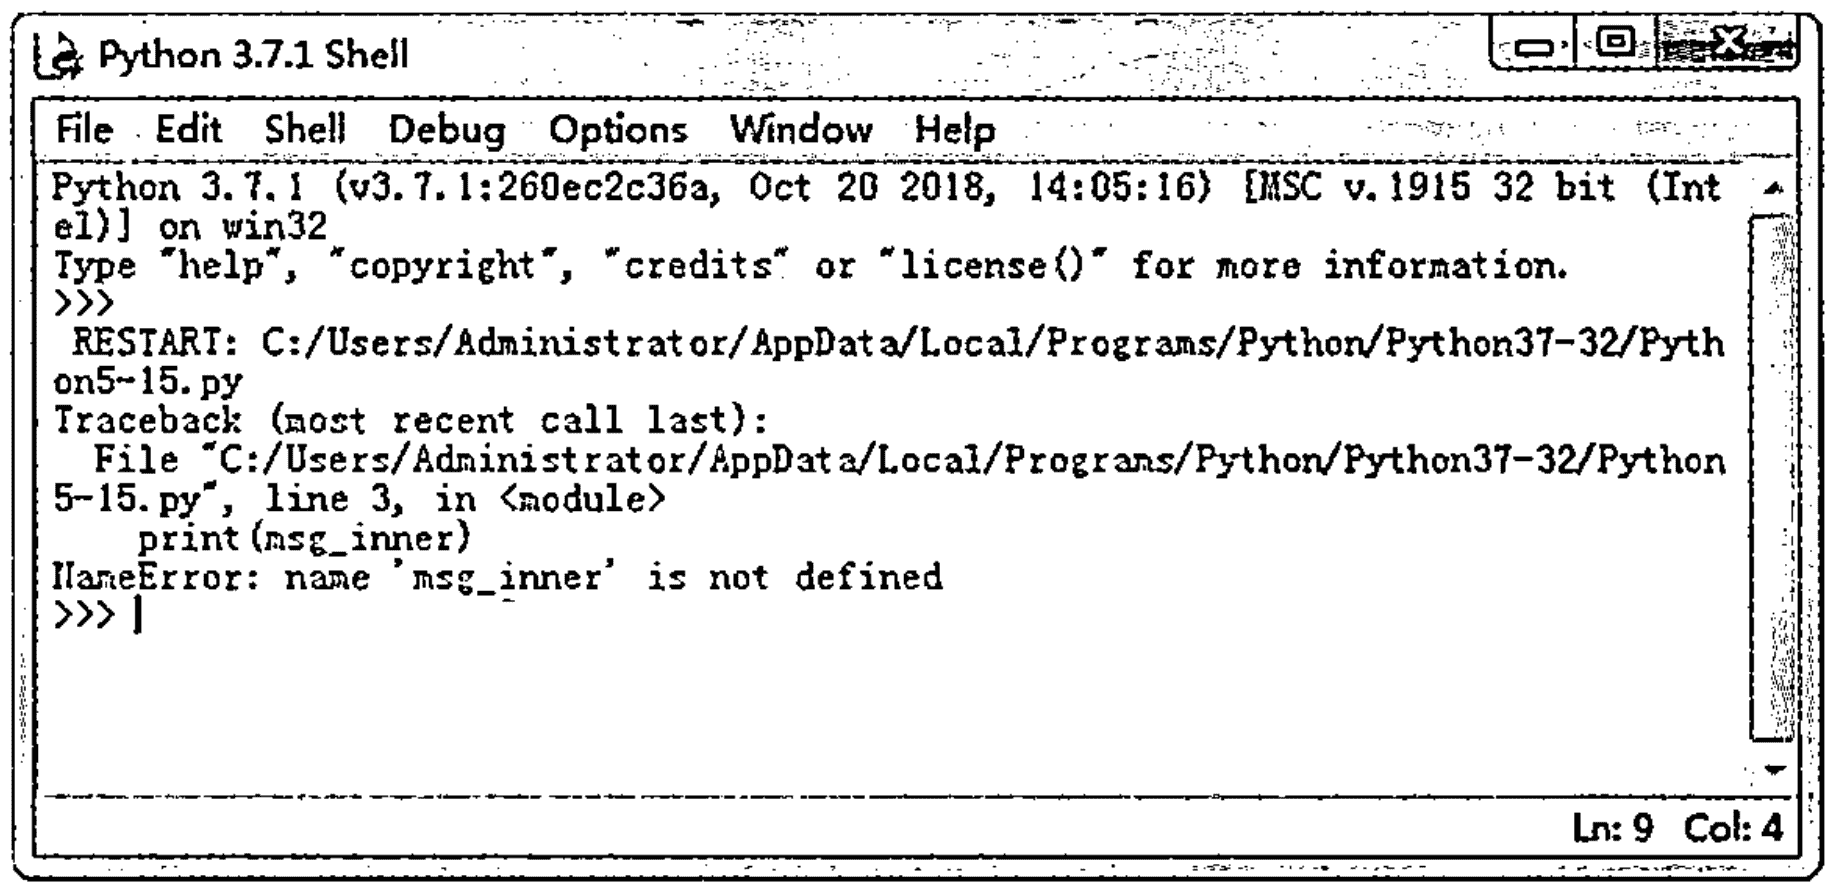 Python 3.7.1 Shell
File Edit Shell Debug Options Window Help
Python 3.7.1 (v3.7.1:260ec2c36a, Oct 20 2018, 14:05:16) [MSC v.1915 32 bit (Int
el)] on win32
Type "help", "copyright", "credits" or "license()" for more information.
>>>
 RESTART: C:/Users/Administrator/AppData/Local/Programs/Python/Python37-32/Pyth
on5-15.py
Traceback (most recent call last):
  File "C:/Users/Administrator/AppData/Local/Programs/Python/Python37-32/Python
5-15.py", line 3, in <module>
    print(msg_inner)
NameError: name 'msg_inner' is not defined
>>>
Ln: 9 Col: 4